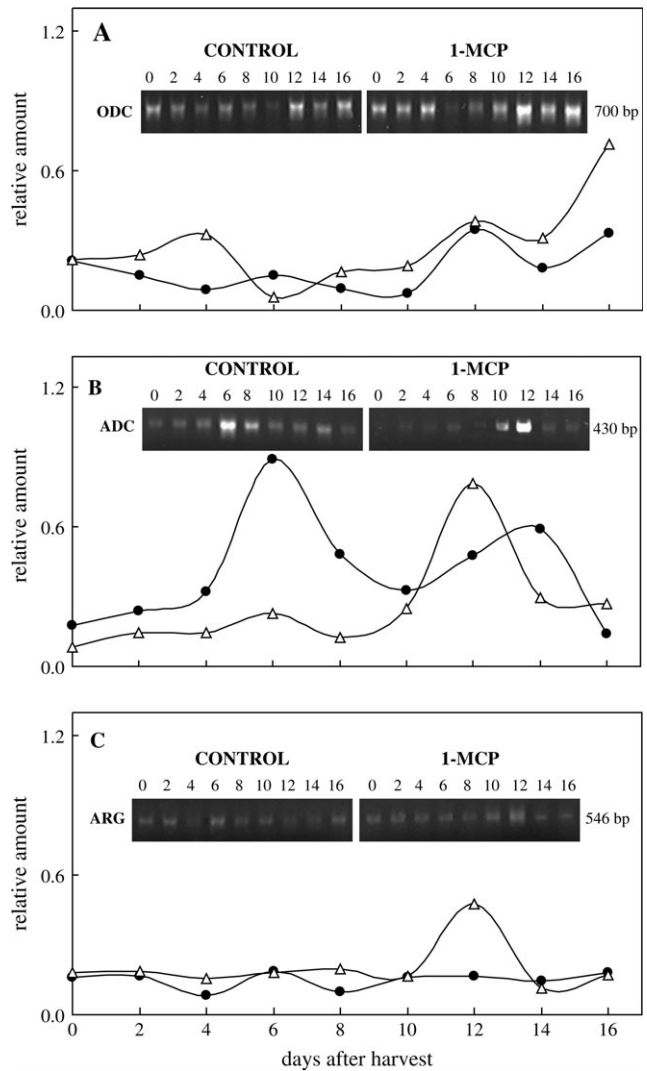 A
CONTROL 1-MCP
0 2 4 6 8 10 12 14 16 0 2 4 6 8 10 12 14 16
ODC 700 bp
1.2
0.6
0.0
relative amount
B
CONTROL 1-MCP
0 2 4 6 8 10 12 14 16 0 2 4 6 8 10 12 14 16
ADC 430 bp
1.2
0.6
0.0
relative amount
C
CONTROL 1-MCP
0 2 4 6 8 10 12 14 16 0 2 4 6 8 10 12 14 16
ARG 546 bp
1.2
0.6
0.0
relative amount
0 2 4 6 8 10 12 14 16
days after harvest